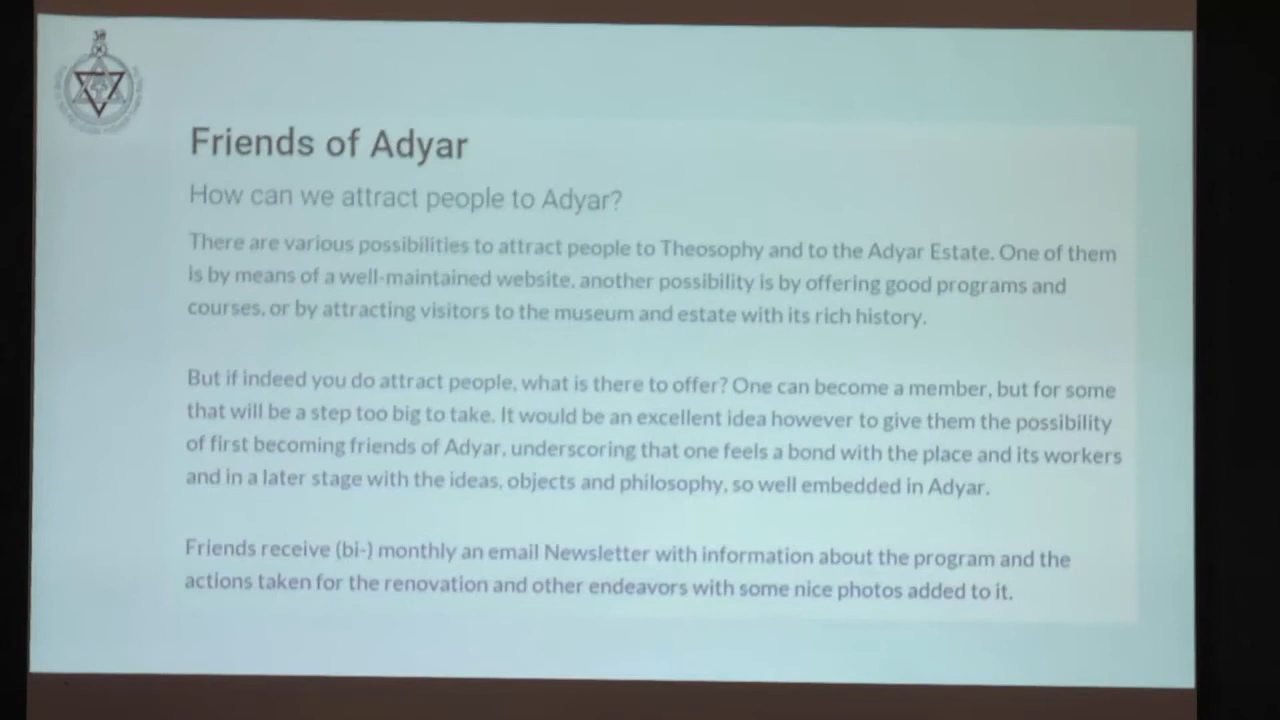 Friends of Adyar
How can we attract people to Adyar?
There are various possibilities to attract people to Theosophy and to the Adyar Estate. One of them
is by means of a well-maintained website, another possibility is by offering good programs and
courses, or by attracting visitors to the museum and estate with its rich history.
But if indeed you do attract people, what is there to offer? One can become a member, but for some
that will be a step too big to take. It would be an excellent idea however to give them the possibility
of first becoming friends of Adyar, underscoring that one feels a bond with the place and its workers
and in a later stage with the ideas, objects and philosophy, so well embedded in Adyar.
Friends receive (bi-) monthly an email Newsletter with information about the program and the
actions taken for the renovation and other endeavors with some nice photos added to it.